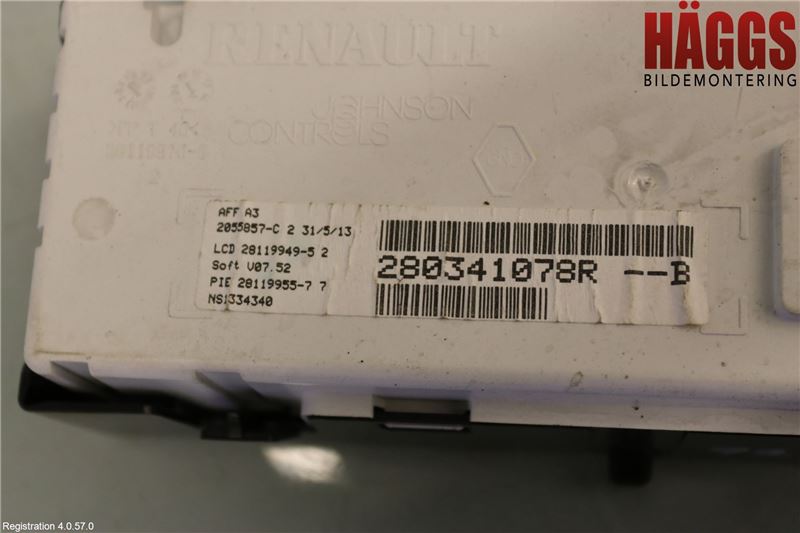 HÄGGS
BILDEMONTERING
RENAULT
JOHNSON
CONTROLS
AFF A3
2055857-C 2 31/5/13
LCD 28119949-5 2
Soft V07.52
PIE 28119955-7 7
NS1334340
280341078R --B
Registration 4.0.57.0